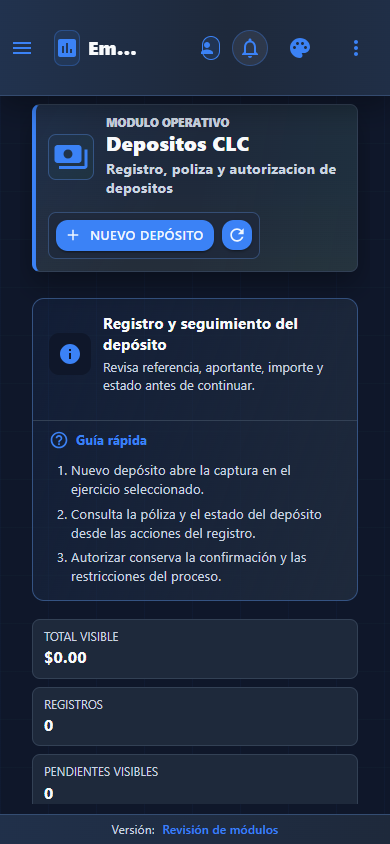 Em...
MODULO OPERATIVO
Depositos CLC
Registro, poliza y autorizacion de
depositos
NUEVO DEPÓSITO
Registro y seguimiento del
depósito
Revisa referencia, aportante, importe y
estado antes de continuar.
Guía rápida
1. Nuevo depósito abre la captura en el
ejercicio seleccionado.
2. Consulta la póliza y el estado del depósito
desde las acciones del registro.
3. Autorizar conserva la confirmación y las
restricciones del proceso.
TOTAL VISIBLE
$0.00
REGISTROS
0
PENDIENTES VISIBLES
0
Versión: Revisión de módulos